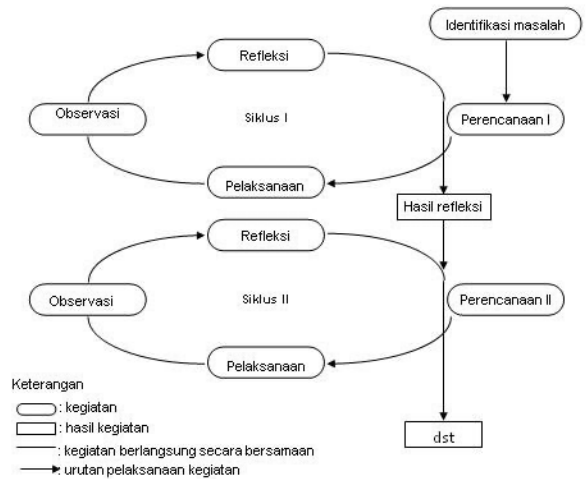 Identifikasi masalah
Refleksi
Observasi
Siklus I
Perencanaan I
Pelaksanaan
Hasil refleksi
Refleksi
Observasi
Siklus II
Perencanaan II
Pelaksanaan
Keterangan
: kegiatan
: hasil kegiatan
: kegiatan berlangsung secara bersamaan
: urutan pelaksanaan kegiatan
dst